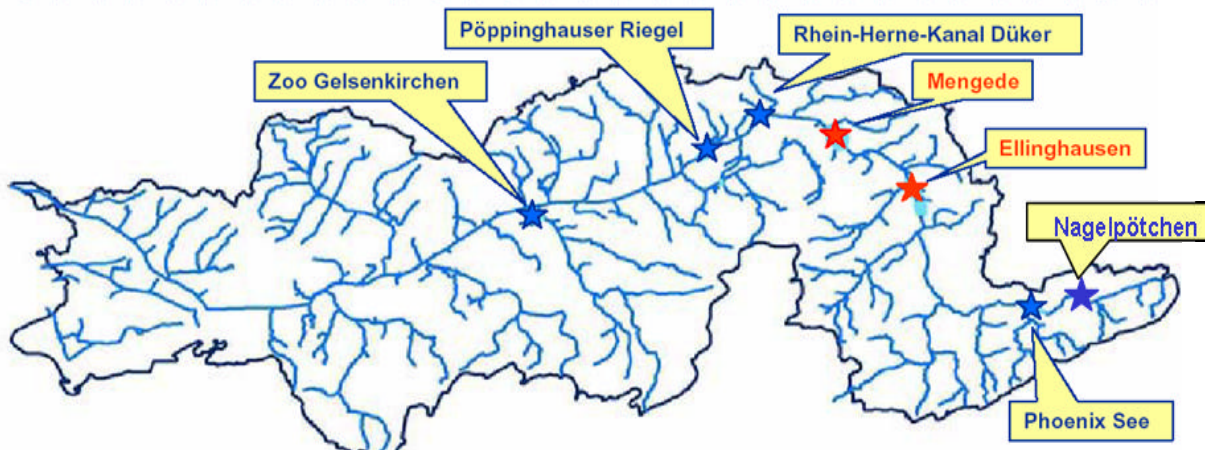 Pöppinghauser Riegel
Rhein-Herne-Kanal Düker
Zoo Gelsenkirchen
Mengede
Ellinghausen
Nagelpötchen
Phoenix See